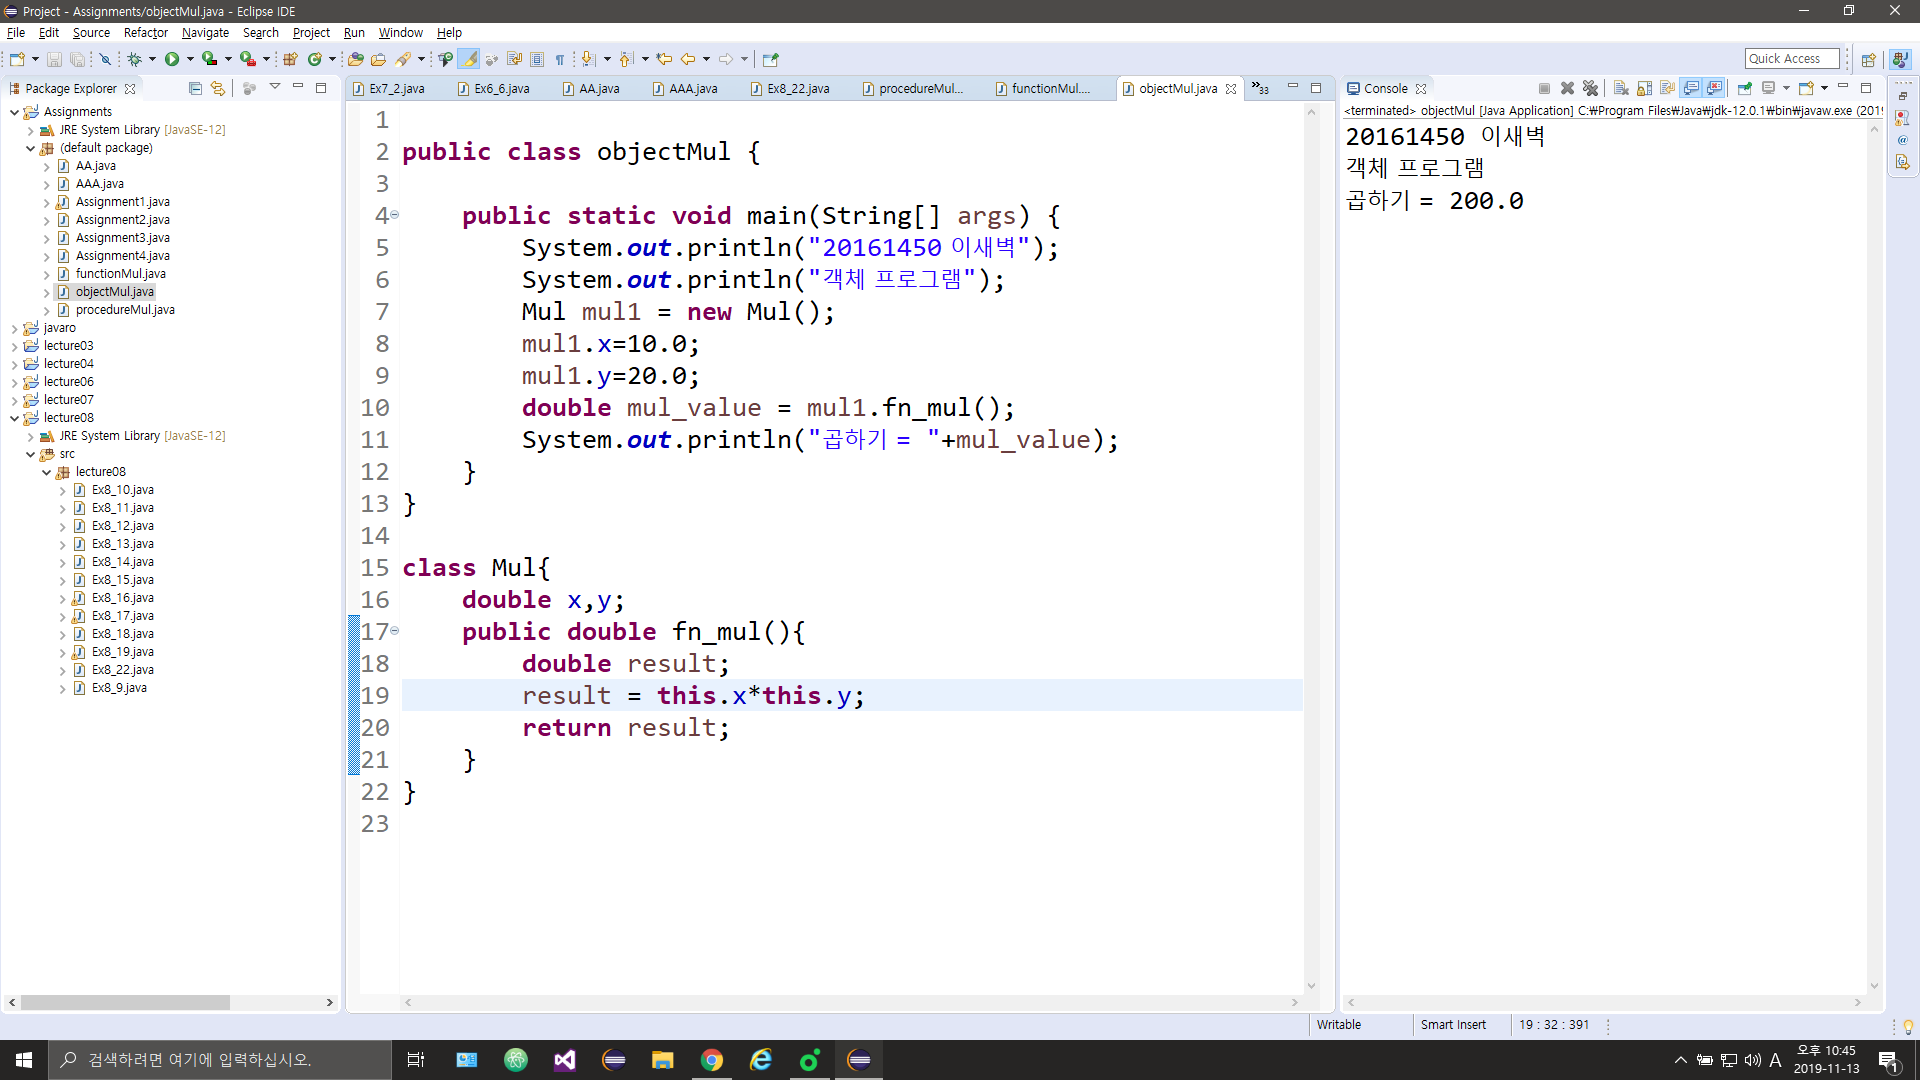 Project - Assignments/objectMul.java - Eclipse IDE
File Edit Source Refactor Navigate Search Project Run Window Help
Quick Access
Package Explorer
Assignments
JRE System Library [JavaSE-12]
(default package)
AA.java
AAA.java
Assignment1.java
Assignment2.java
Assignment3.java
Assignment4.java
functionMul.java
objectMul.java
procedureMul.java
javaro
lecture03
lecture04
lecture06
lecture07
lecture08
JRE System Library [JavaSE-12]
src
lecture08
Ex8_10.java
Ex8_11.java
Ex8_12.java
Ex8_13.java
Ex8_14.java
Ex8_15.java
Ex8_16.java
Ex8_17.java
Ex8_18.java
Ex8_19.java
Ex8_22.java
Ex8_9.java
Ex7_2.java Ex6_6.java AA.java AAA.java Ex8_22.java procedureMul... functionMul.... objectMul.java »33
1
2 public class objectMul {
3
4 public static void main(String[] args) {
5 System.out.println("20161450 이새벽");
6 System.out.println("객체 프로그램");
7 Mul mul1 = new Mul();
8 mul1.x=10.0;
9 mul1.y=20.0;
10 double mul_value = mul1.fn_mul();
11 System.out.println("곱하기 = "+mul_value);
12 }
13 }
14
15 class Mul{
16 double x,y;
17 public double fn_mul(){
18 double result;
19 result = this.x*this.y;
20 return result;
21 }
22 }
23
Console
<terminated> objectMul [Java Application] C:₩Program Files₩Java₩jdk-12.0.1₩bin₩javaw.exe (2019
20161450 이새벽
객체 프로그램
곱하기 = 200.0
Writable Smart Insert 19 : 32 : 391
검색하려면 여기에 입력하십시오.
A
오후 10:45
2019-11-13
1